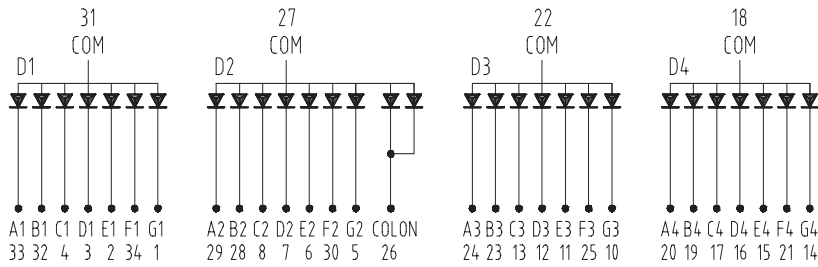 31 27 22 18
COM COM COM COM
D1 D2 D3 D4
A1 B1 C1 D1 E1 F1 G1 A2 B2 C2 D2 E2 F2 G2 COLON A3 B3 C3 D3 E3 F3 G3 A4 B4 C4 D4 E4 F4 G4
33 32 4 3 2 34 1 29 28 8 7 6 30 5 26 24 23 13 12 11 25 10 20 19 17 16 15 21 14